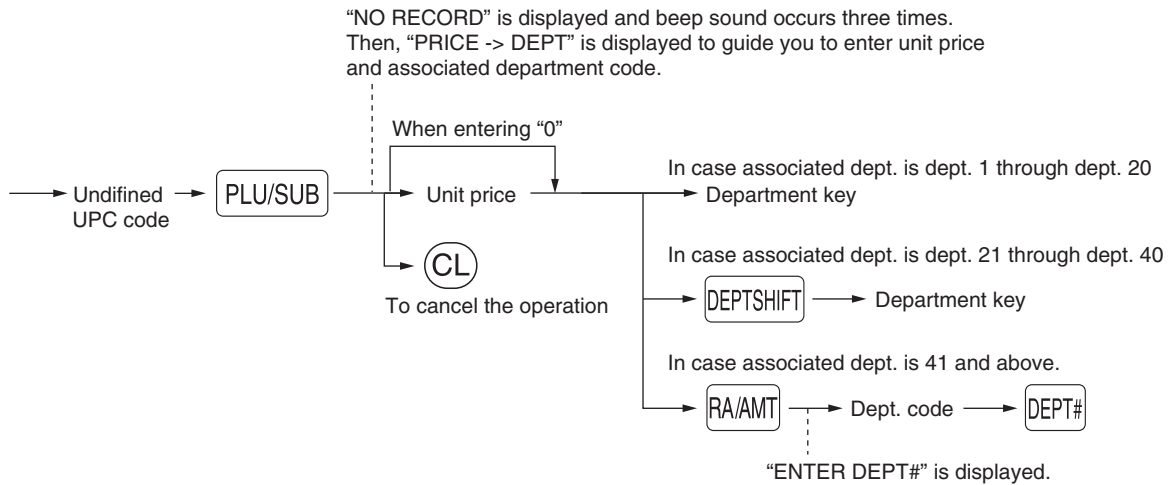 “NO RECORD” is displayed and beep sound occurs three times.
Then, “PRICE -> DEPT” is displayed to guide you to enter unit price
and associated department code.
When entering “0”
Undifined
UPC code
PLU/SUB
Unit price
CL
To cancel the operation
In case associated dept. is dept. 1 through dept. 20
Department key
In case associated dept. is dept. 21 through dept. 40
DEPTSHIFT
Department key
In case associated dept. is 41 and above.
RA/AMT
Dept. code
DEPT#
“ENTER DEPT#” is displayed.